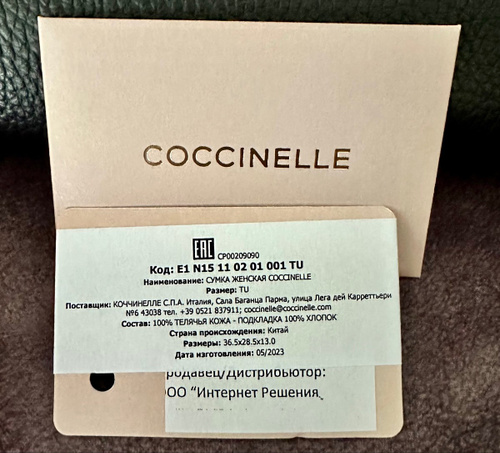 COCCINELLE
EAC
CP00209090
Код: E1 N15 11 02 01 001 TU
Наименование: СУМКА ЖЕНСКАЯ COCCINELLE
Размер: TU
Поставщик: КОЧЧИНЕЛЛЕ С.П.А. Италия, Сала Баганца Парма, улица Лега дей Карреттьери
№6 43038 тел. +39 0521 837911; coccinelle@coccinelle.com
Состав: 100% ТЕЛЯЧЬЯ КОЖА - ПОДКЛАДКА 100% ХЛОПОК
Страна происхождения: Китай
Размеры: 36.5x28.5x13.0
Дата изготовления: 05/2023
родавец/Дистрибьютор:
ОО "Интернет Решения